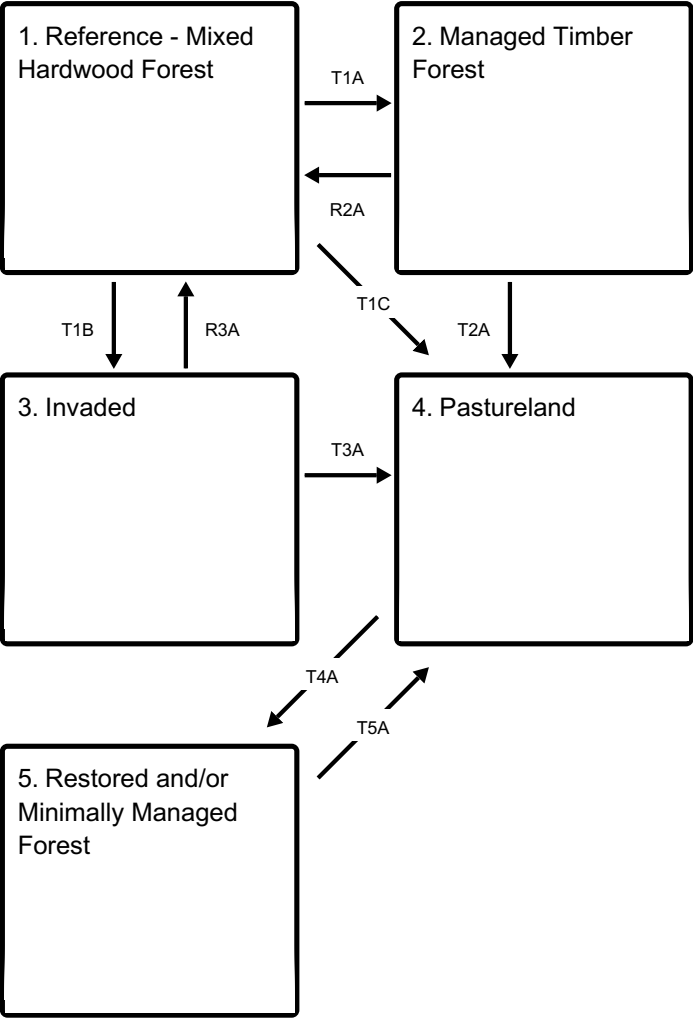 1. Reference - Mixed
Hardwood Forest
T1A
2. Managed Timber
Forest
R2A
T1C
T1B
R3A
T2A
3. Invaded
T3A
4. Pastureland
T4A
T5A
5. Restored and/or
Minimally Managed
Forest